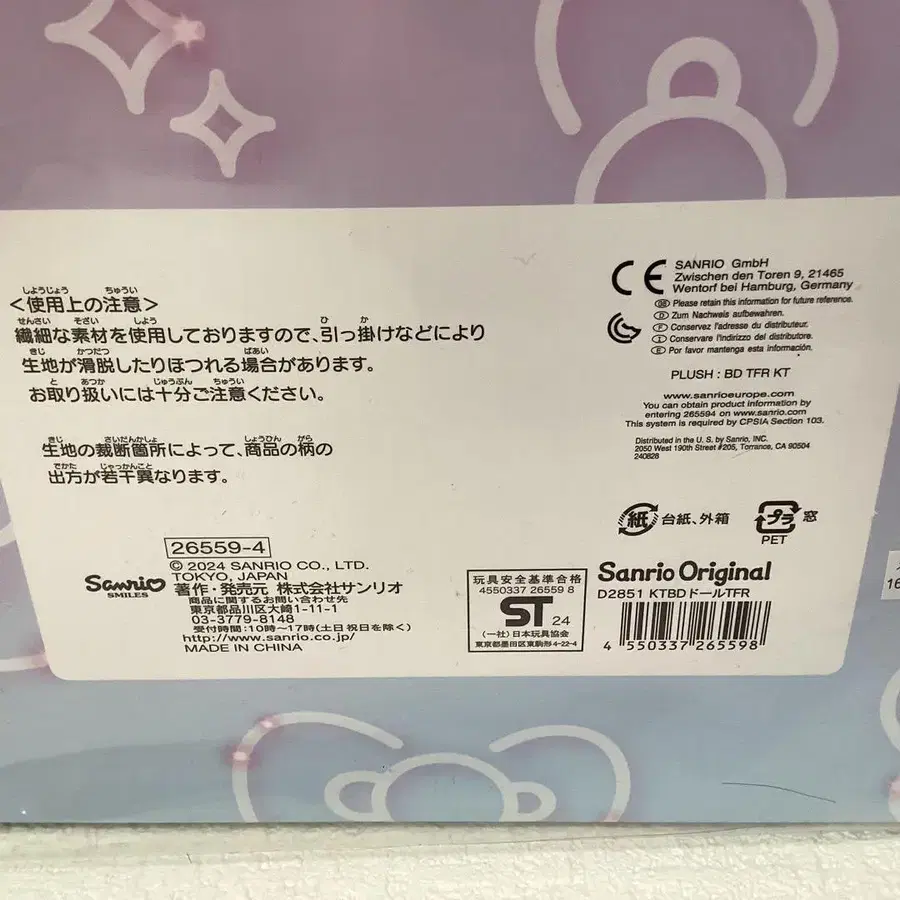 <使用上の注意>
しようじょう ちゅうい
繊細な素材を使用しておりますので、引っ掛けなどにより
せんさい そざい しよう ひ か
生地が滑脱したりほつれる場合があります。
きじ かつだつ ばあい
お取り扱いには十分ご注意ください。
と あつか じゅうぶん ちゅうい
生地の裁断箇所によって、商品の柄の
きじ さいだんかしょ しょうひん がら
出方が若干異なります。
でかた じゃっかんこと
26559-4
Sanrio
SMILES
© 2024 SANRIO CO., LTD.
TOKYO, JAPAN
著作・発売元 株式会社サンリオ
商品に関するお問い合わせ先
東京都品川区大崎1-11-1
03-3779-8148
受付時間:10時〜17時(土日祝日を除く)
http://www.sanrio.co.jp/
MADE IN CHINA
CE
SANRIO GmbH
Zwischen den Toren 9, 21465
Wentorf bei Hamburg, Germany
GB Please retain this information for future reference.
D Zum Nachweis aufbewahren.
F Conservez l'adresse du distributeur.
I Conservare l'indirizzo del distributore.
E Por favor mantenga esta información.
PLUSH : BD TFR KT
www.sanrioeurope.com
You can obtain product information by
entering 265594 on www.sanrio.com
This system is required by CPSIA Section 103.
Distributed in the U. S. by Sanrio, INC.
2050 West 190th Street #205, Torrance, CA 90504
240828
紙 台紙、外箱
プラ 窓
PET
玩具安全基準合格
4550337 26559 8
ST 24
(一社)日本玩具協会
東京都墨田区東駒形4-22-4
Sanrio Original
D2851 KTBDドールTFR
4 550337 265598
16